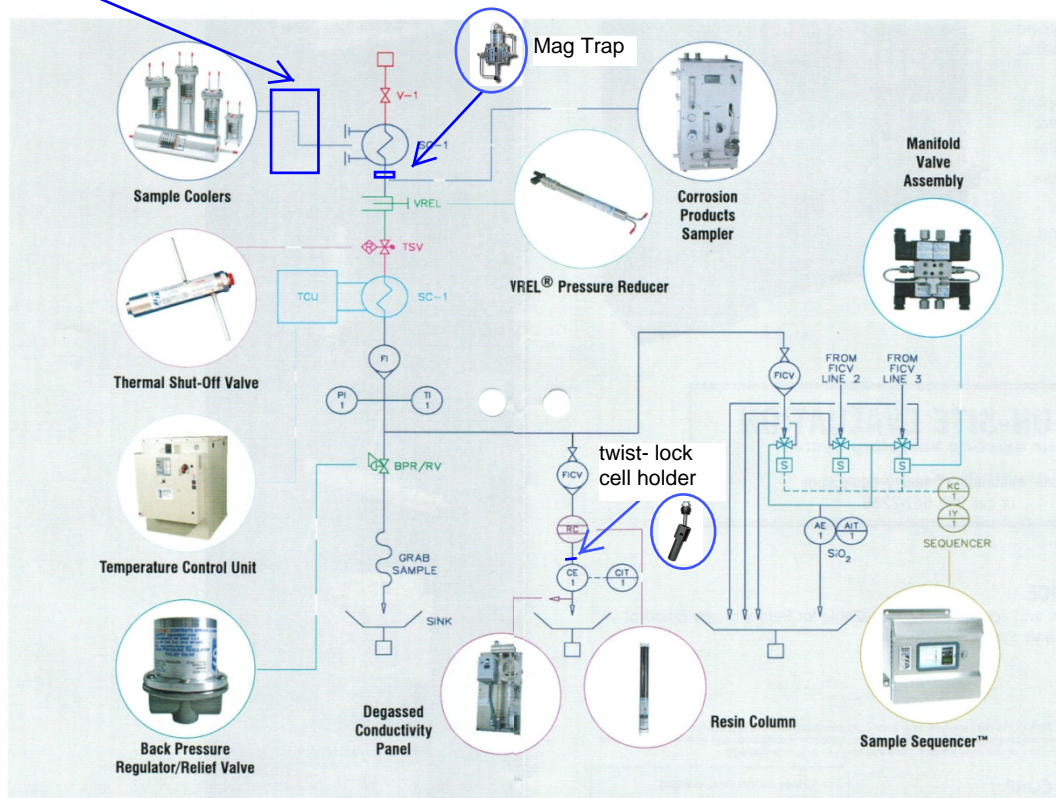 Mag Trap
V-1
SC-1
Sample Coolers
VREL
Corrosion
Products
Sampler
Manifold
Valve
Assembly
TSV
VREL® Pressure Reducer
TCU
SC-1
Thermal Shut-Off Valve
FI
PI
1
TI
1
FICV
FROM
FICV
LINE 2
FROM
FICV
LINE 3
BPR/RV
twist- lock
cell holder
FICV
S
S
S
KC
1
IY
1
SEQUENCER
Temperature Control Unit
RC
AE
1
AIT
1
SiO2
GRAB
SAMPLE
CE
1
CIT
1
SINK
Degassed
Conductivity
Panel
Resin Column
Sample Sequencer™
Back Pressure
Regulator/Relief Valve